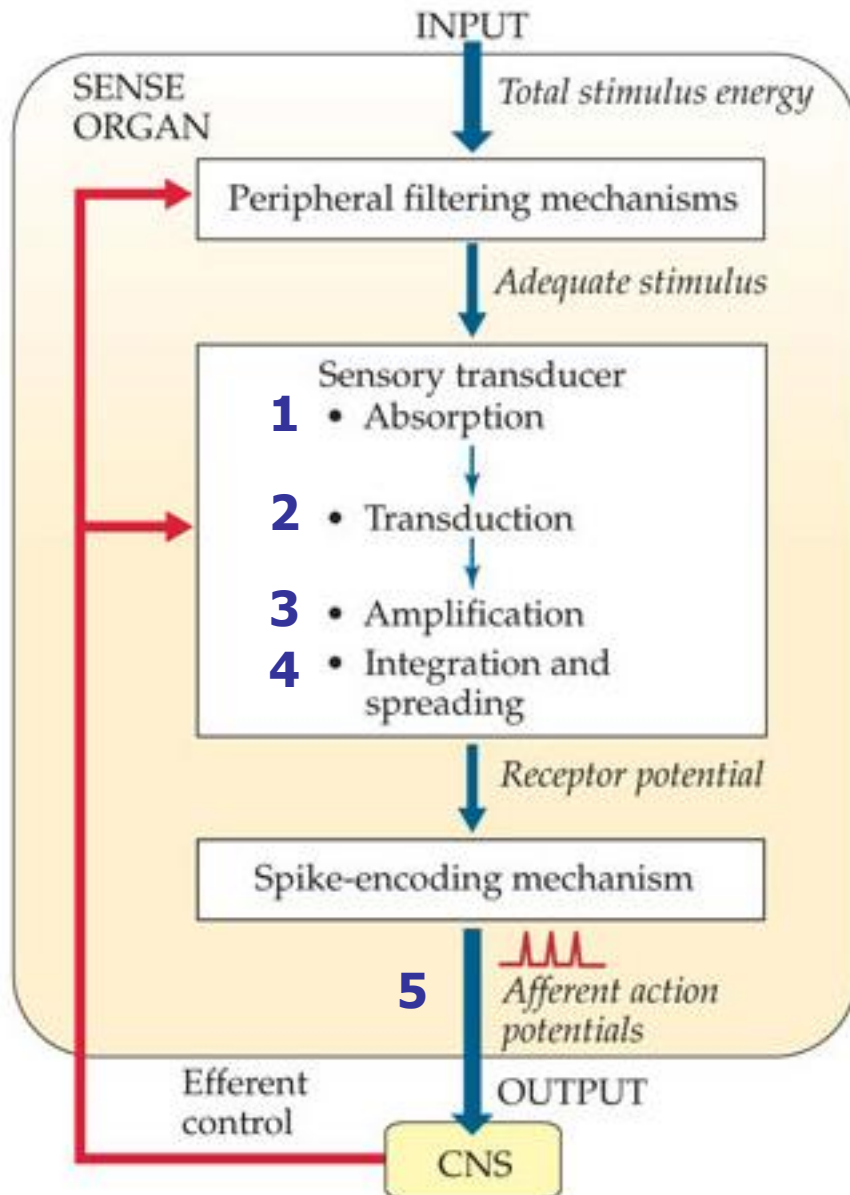 INPUT
SENSE
ORGAN
Total stimulus energy
Peripheral filtering mechanisms
Adequate stimulus
Sensory transducer
1 • Absorption
2 • Transduction
3 • Amplification
4 • Integration and
spreading
Receptor potential
Spike-encoding mechanism
5
Afferent action
potentials
Efferent
control
OUTPUT
CNS